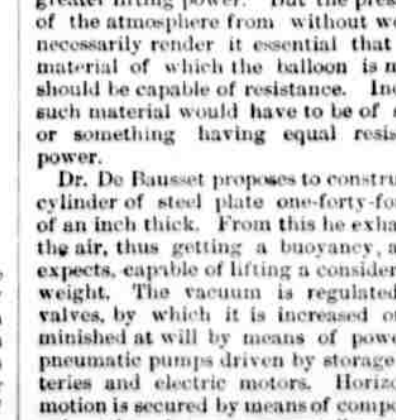 greater lifting power. But the pres
of the atmosphere from without wo
necessarily render it essential that
material of which the balloon is m
should be capable of resistance. Inc
such material would have to be of s
or something having equal resis
power.
Dr. De Bausset proposes to constru
cylinder of steel plate one-forty-fo
of an inch thick. From this he exha
the air, thus getting a buoyancy, a
expects, capable of lifting a consider
weight. The vacuum is regulated
valves, by which it is increased o
minished at will by means of powe
pneumatic pumps driven by storage
teries and electric motors. Horizo
motion is secured by means of compe